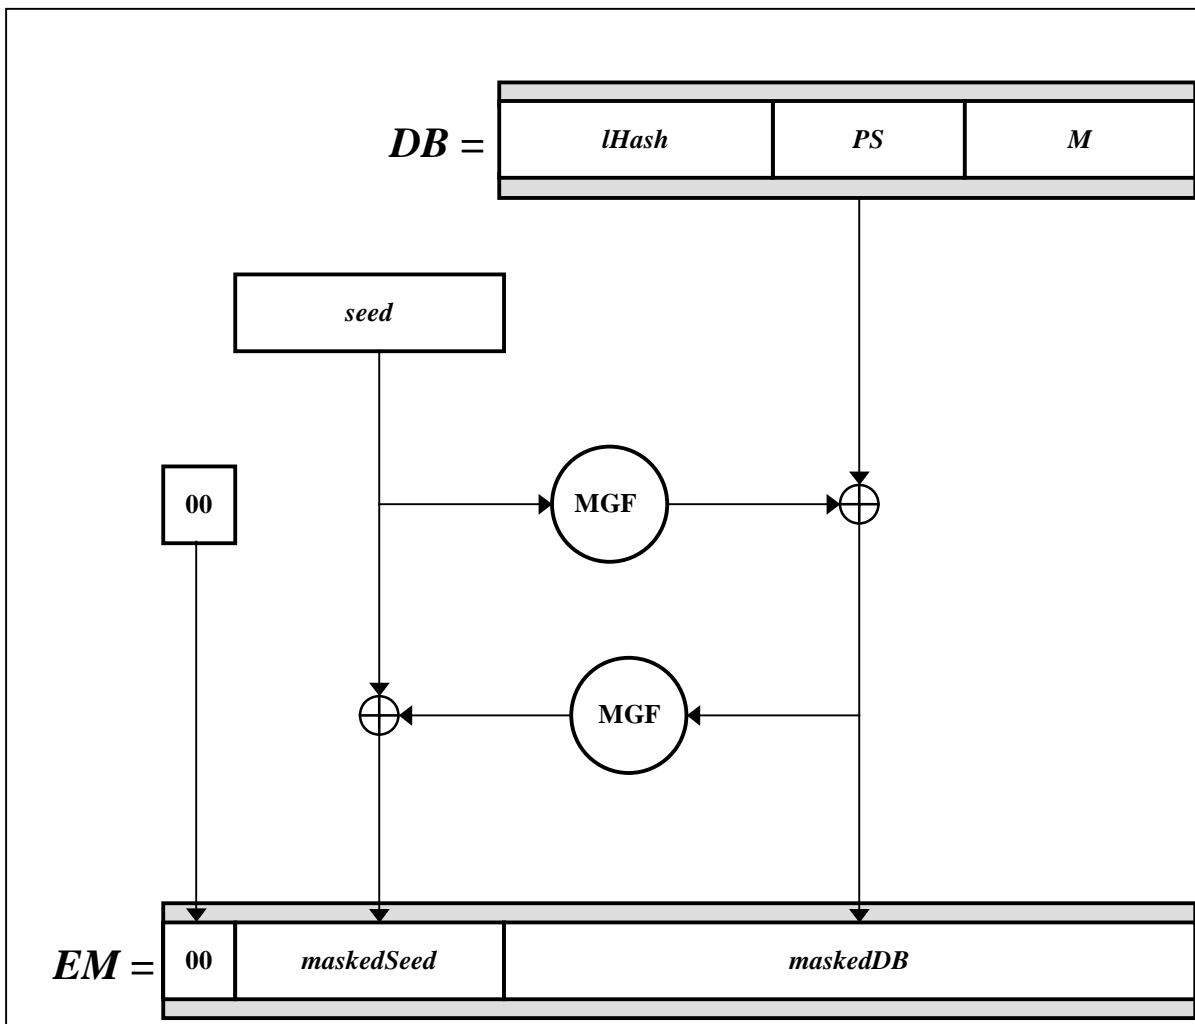 DB = lHash PS M
seed
00 MGF
MGF
EM = 00 maskedSeed maskedDB